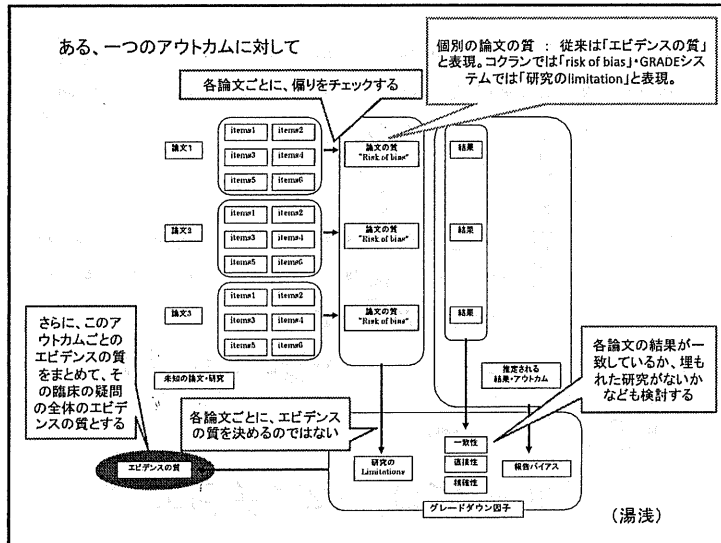 ある、一つのアウトカムに対して
個別の論文の質 : 従来は「エビデンスの質」
と表現。コクランでは「risk of bias」・GRADEシス
テムでは「研究のlimitation」と表現。
各論文ごとに、偏りをチェックする
論文1
items1 items2
items3 items4
items5 items6
論文の質
"Risk of bias"
結果
論文2
items1 items2
items3 items4
items5 items6
論文の質
"Risk of bias"
結果
論文3
items1 items2
items3 items4
items5 items6
論文の質
"Risk of bias"
結果
さらに、このア
ウトカムごとの
エビデンスの質
をまとめて、そ
の臨床の疑問
の全体のエビデ
ンスの質とする
未知の論文・研究
推定される
結果・アウトカム
各論文の結果が一
致しているか、埋も
れた研究がないか
なども検討する
各論文ごとに、エビデンス
の質を決めるのではない
エビデンスの質
研究の
Limitations
一致性
直接性
精確性
報告バイアス
グレードダウン因子
(湯浅)